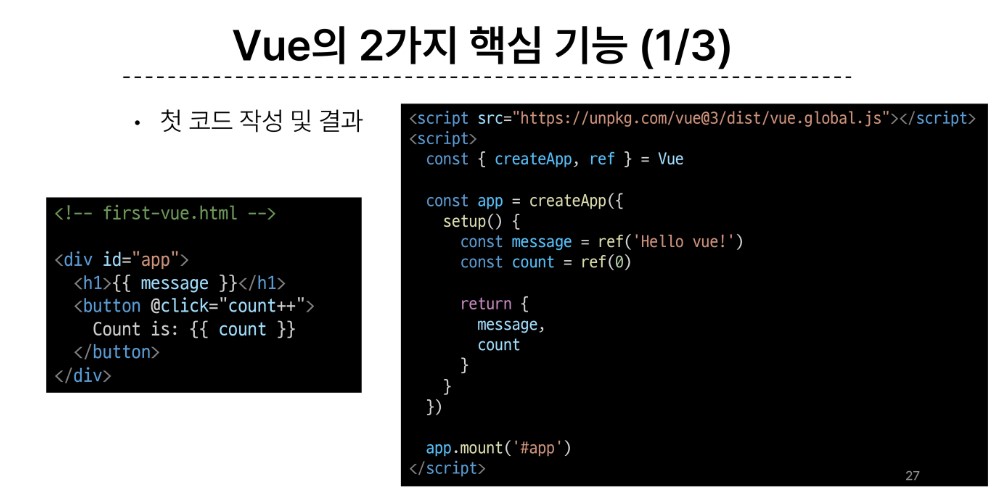 Vue의 2가지 핵심 기능 (1/3)
• 첫 코드 작성 및 결과
<!-- first-vue.html -->
<div id="app">
  <h1>{{ message }}</h1>
  <button @click="count++">
    Count is: {{ count }}
  </button>
</div>
<script src="https://unpkg.com/vue@3/dist/vue.global.js"></script>
<script>
  const { createApp, ref } = Vue
  const app = createApp({
    setup() {
      const message = ref('Hello vue!')
      const count = ref(0)
      return {
        message,
        count
      }
    }
  })
  app.mount('#app')
</script>
27